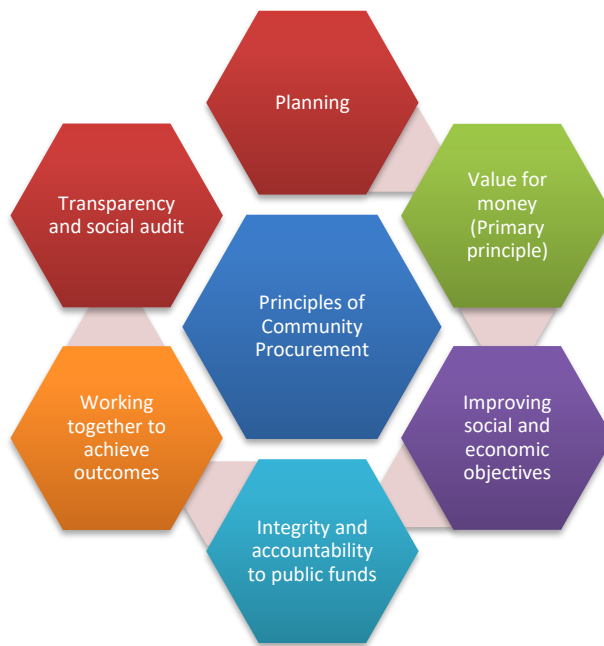 Planning
Value for
money
(Primary
principle)
Improving
social and
economic
objectives
Integrity and
accountability
to public funds
Working
together to
achieve
outcomes
Transparency
and social audit
Principles of
Community
Procurement